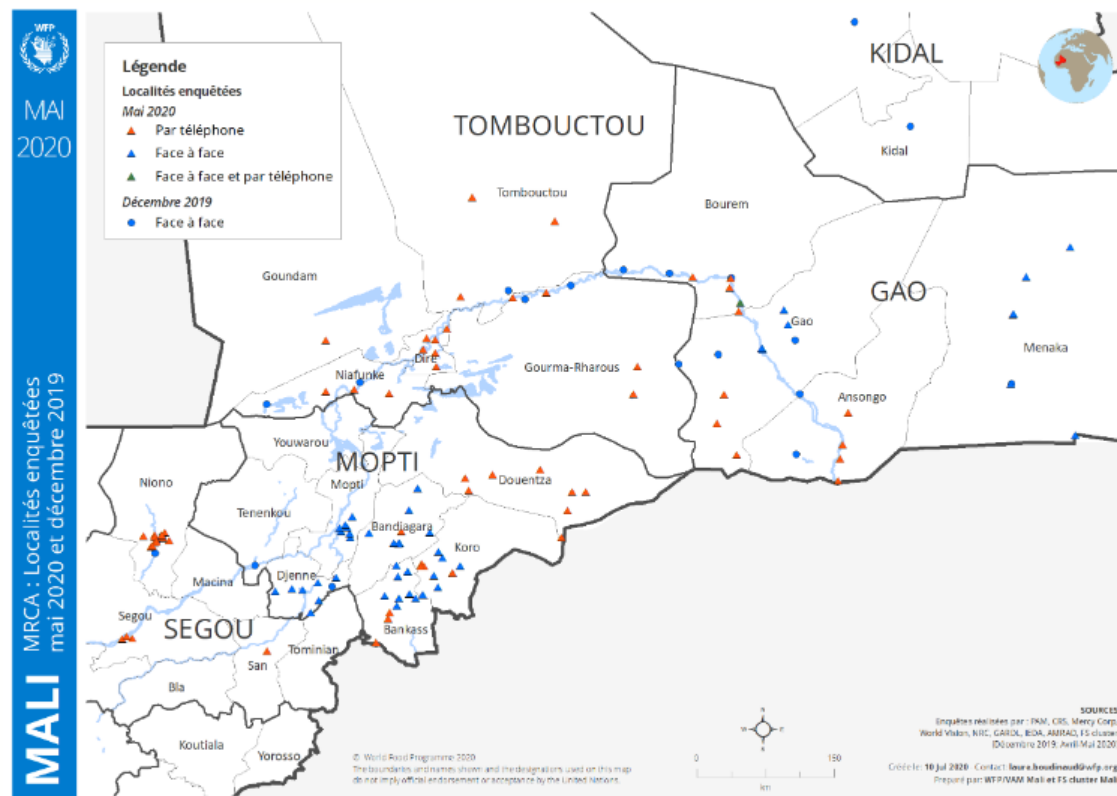 WFP
MAI
2020
MALI
MRCA : Localités enquêtées
mai 2020 et décembre 2019
Légende
Localités enquêtées
Mai 2020
Par téléphone
Face à face
Face à face et par téléphone
Décembre 2019
Face à face
KIDAL
Kidal
TOMBOUCTOU
Tombouctou
Bourem
Goundam
GAO
Gao
Menaka
Diré
Gourma-Rharous
Niafunke
Ansongo
Youwarou
MOPTI
Mopti
Douentza
Niono
Tenenkou
Bandiagara
Koro
Macina
Djenne
Segou
SEGOU
Bankass
San
Tominian
Bla
Koutiala
Yorosso
© World Food Programme 2020
The boundaries and names shown and the designations used on this map
do not imply official endorsement or acceptance by the United Nations.
0 150
km
SOURCES
Enquêtes réalisées par : PAM, CRS, Mercy Corp,
World Vision, NRC, GARDL, IEDA, AMRAD, FS cluster
(Décembre 2019; Avril-Mai 2020)
Créée le: 10 Jul 2020 - Contact: laure.boudinaud@wfp.org
Preparé par: WFP/VAM Mali et FS cluster Mali